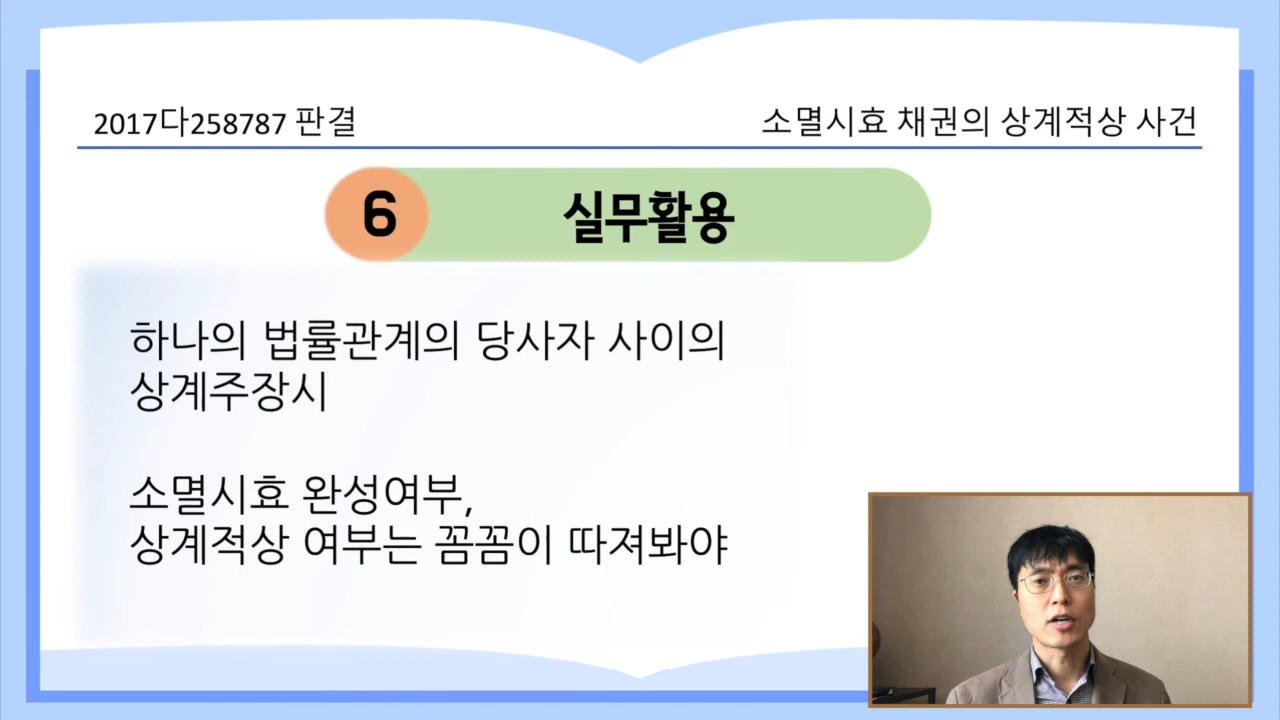 2017다258787 판결
소멸시효 채권의 상계적상 사건
6
실무활용
하나의 법률관계의 당사자 사이의
상계주장시
소멸시효 완성여부,
상계적상 여부는 꼼꼼이 따져봐야